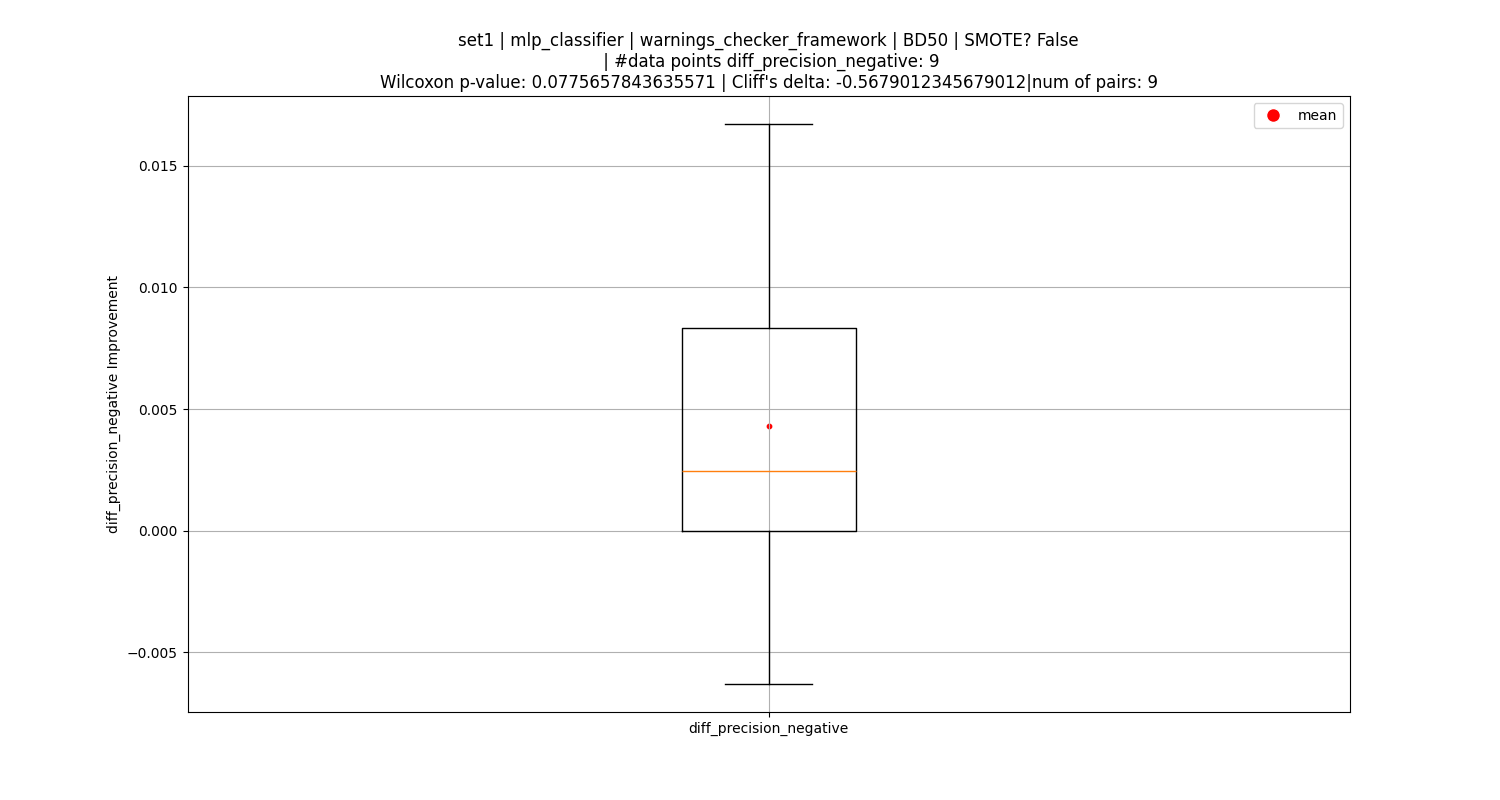 set1 | mlp_classifier | warnings_checker_framework | BD50 | SMOTE? False
| #data points diff_precision_negative: 9
Wilcoxon p-value: 0.0775657843635571 | Cliff's delta: -0.5679012345679012|num of pairs: 9
mean
0.015
0.010
0.005
0.000
−0.005
diff_precision_negative Improvement
diff_precision_negative